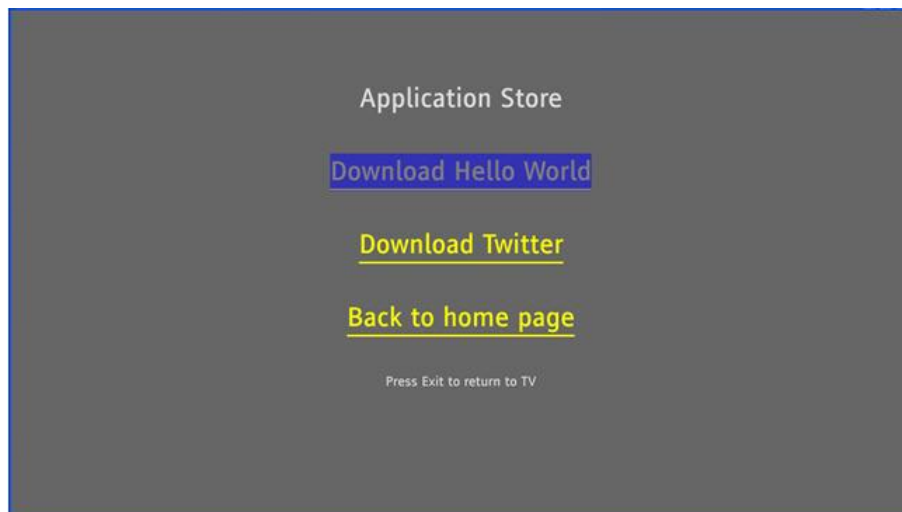 Application Store
Download Hello World
Download Twitter
Back to home page
Press Exit to return to TV